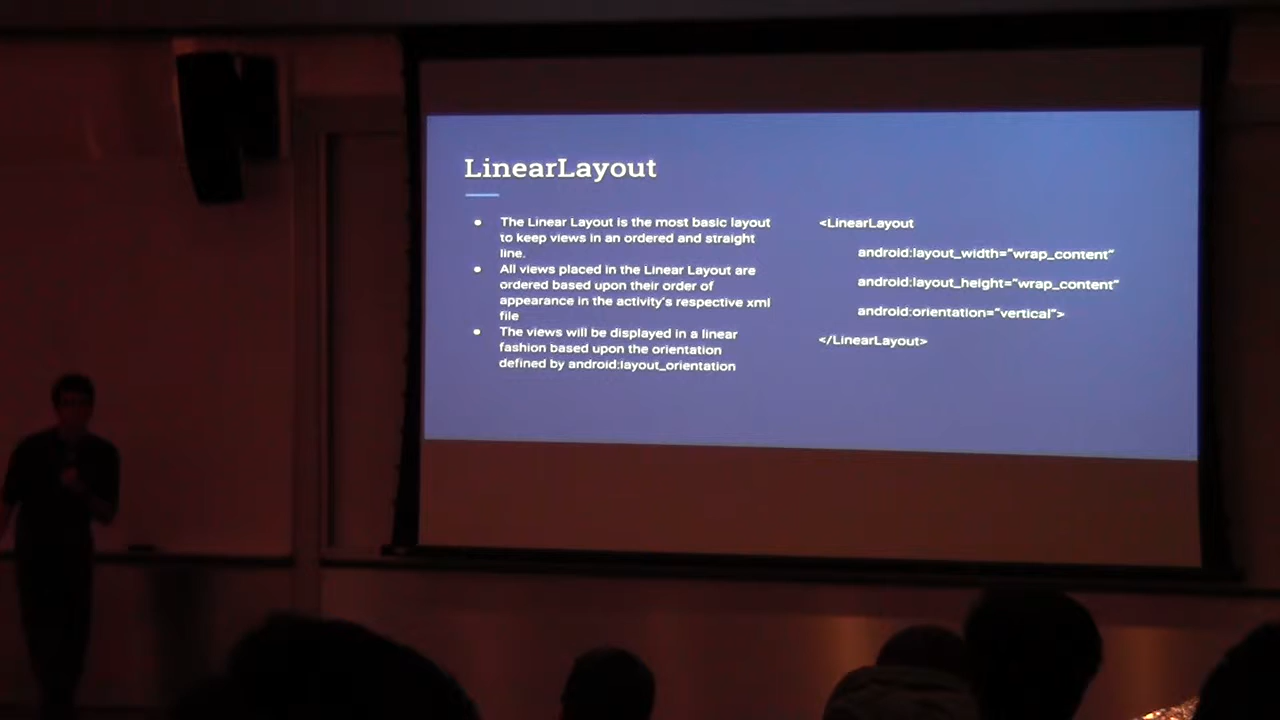 LinearLayout
● The Linear Layout is the most basic layout
to keep views in an ordered and straight
line.
● All views placed in the Linear Layout are
ordered based upon their order of
appearance in the activity's respective xml
file
● The views will be displayed in a linear
fashion based upon the orientation
defined by android:layout_orientation
<LinearLayout
android:layout_width="wrap_content"
android:layout_height="wrap_content"
android:orientation="vertical">
</LinearLayout>